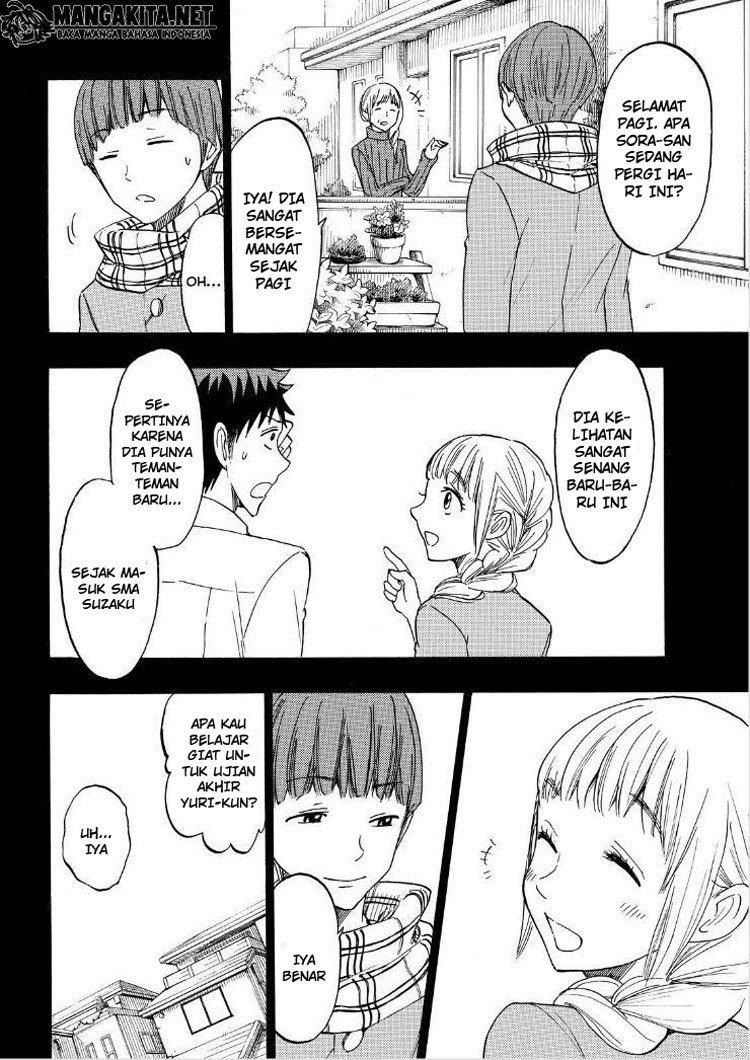 MANGAKITA.NET
BACA MANGA BAHASA INDONESIA
SELAMAT
PAGI. APA
SORA-SAN
SEDANG
PERGI HA-
RI INI?
IYA! DIA
SANGAT
BERSE-
MANGAT
SEJAK
PAGI
OH...
DIA KE-
LIHATAN
SANGAT
SENANG
BARU-BA-
RU INI
SE-
PERTINYA
KARENA
DIA PUNYA
TEMAN-
TEMAN
BARU...
SEJAK MA-
SUK SMA
SUZAKU
IYA
BENAR
APA KAU
BELAJAR
GIAT UN-
TUK UJIAN
AKHIR
YURI-KUN?
UH...
IYA